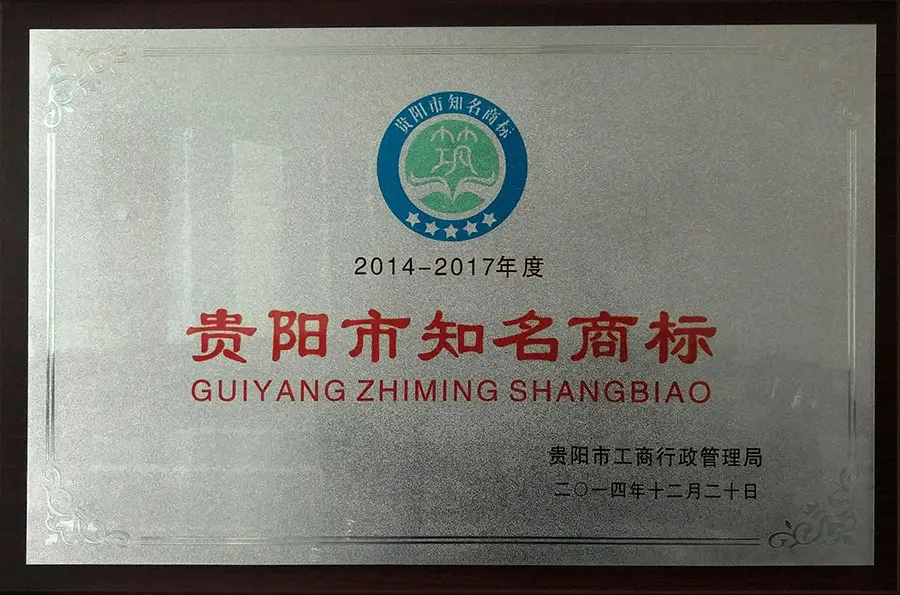 贵阳市知名商标
筑
2014-2017年度
贵阳市知名商标
GUIYANG ZHIMING SHANGBIAO
贵阳市工商行政管理局
二〇一四年十二月二十日